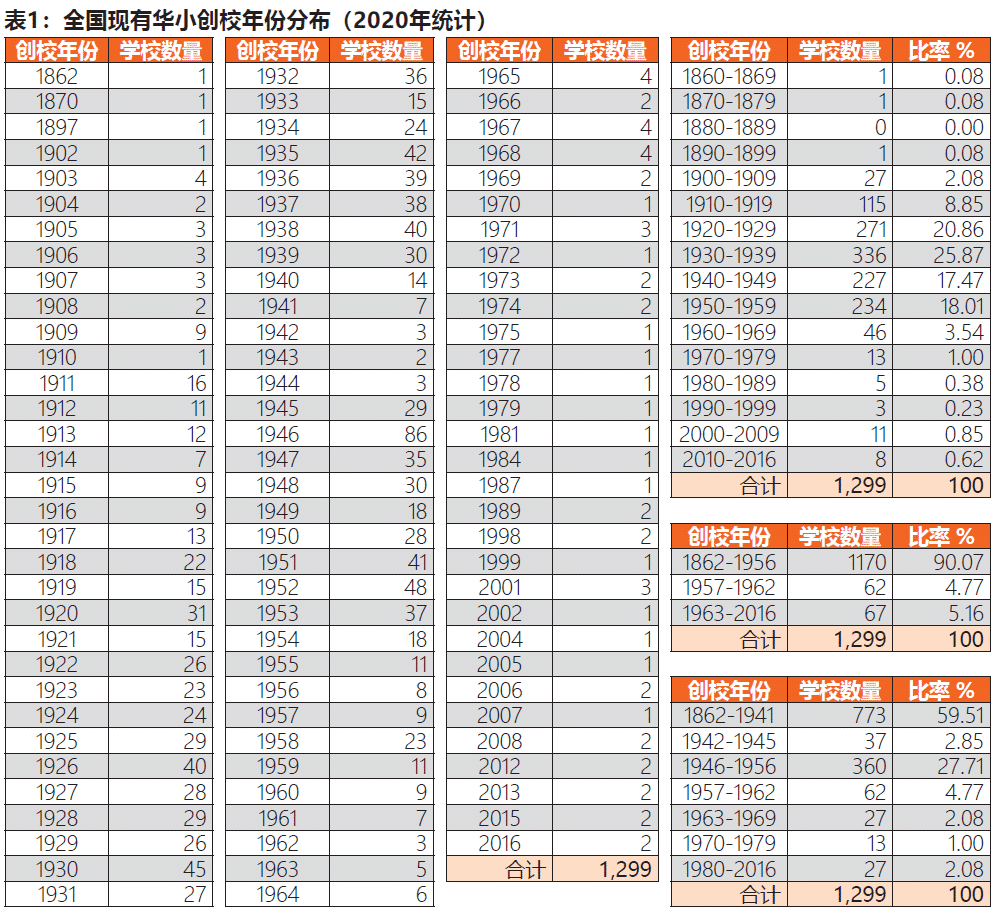 表1：全国现有华小创校年份分布（2020年统计）
创校年份 学校数量
1862 1
1870 1
1897 1
1902 1
1903 4
1904 2
1905 3
1906 3
1907 3
1908 2
1909 9
1910 1
1911 16
1912 11
1913 12
1914 7
1915 9
1916 9
1917 13
1918 22
1919 15
1920 31
1921 15
1922 26
1923 23
1924 24
1925 29
1926 40
1927 28
1928 29
1929 26
1930 45
1931 27
创校年份 学校数量
1932 36
1933 15
1934 24
1935 42
1936 39
1937 38
1938 40
1939 30
1940 14
1941 7
1942 3
1943 2
1944 3
1945 29
1946 86
1947 35
1948 30
1949 18
1950 28
1951 41
1952 48
1953 37
1954 18
1955 11
1956 8
1957 9
1958 23
1959 11
1960 9
1961 7
1962 3
1963 5
1964 6
创校年份 学校数量
1965 4
1966 2
1967 4
1968 4
1969 2
1970 1
1971 3
1972 1
1973 2
1974 2
1975 1
1977 1
1978 1
1979 1
1981 1
1984 1
1987 1
1989 2
1998 2
1999 1
2001 3
2002 1
2004 1
2005 1
2006 2
2007 1
2008 2
2012 2
2013 2
2015 2
2016 2
合计 1,299
创校年份 学校数量 比率 %
1860-1869 1 0.08
1870-1879 1 0.08
1880-1889 0 0.00
1890-1899 1 0.08
1900-1909 27 2.08
1910-1919 115 8.85
1920-1929 271 20.86
1930-1939 336 25.87
1940-1949 227 17.47
1950-1959 234 18.01
1960-1969 46 3.54
1970-1979 13 1.00
1980-1989 5 0.38
1990-1999 3 0.23
2000-2009 11 0.85
2010-2016 8 0.62
合计 1,299 100
创校年份 学校数量 比率 %
1862-1956 1170 90.07
1957-1962 62 4.77
1963-2016 67 5.16
合计 1,299 100
创校年份 学校数量 比率 %
1862-1941 773 59.51
1942-1945 37 2.85
1946-1956 360 27.71
1957-1962 62 4.77
1963-1969 27 2.08
1970-1979 13 1.00
1980-2016 27 2.08
合计 1,299 100